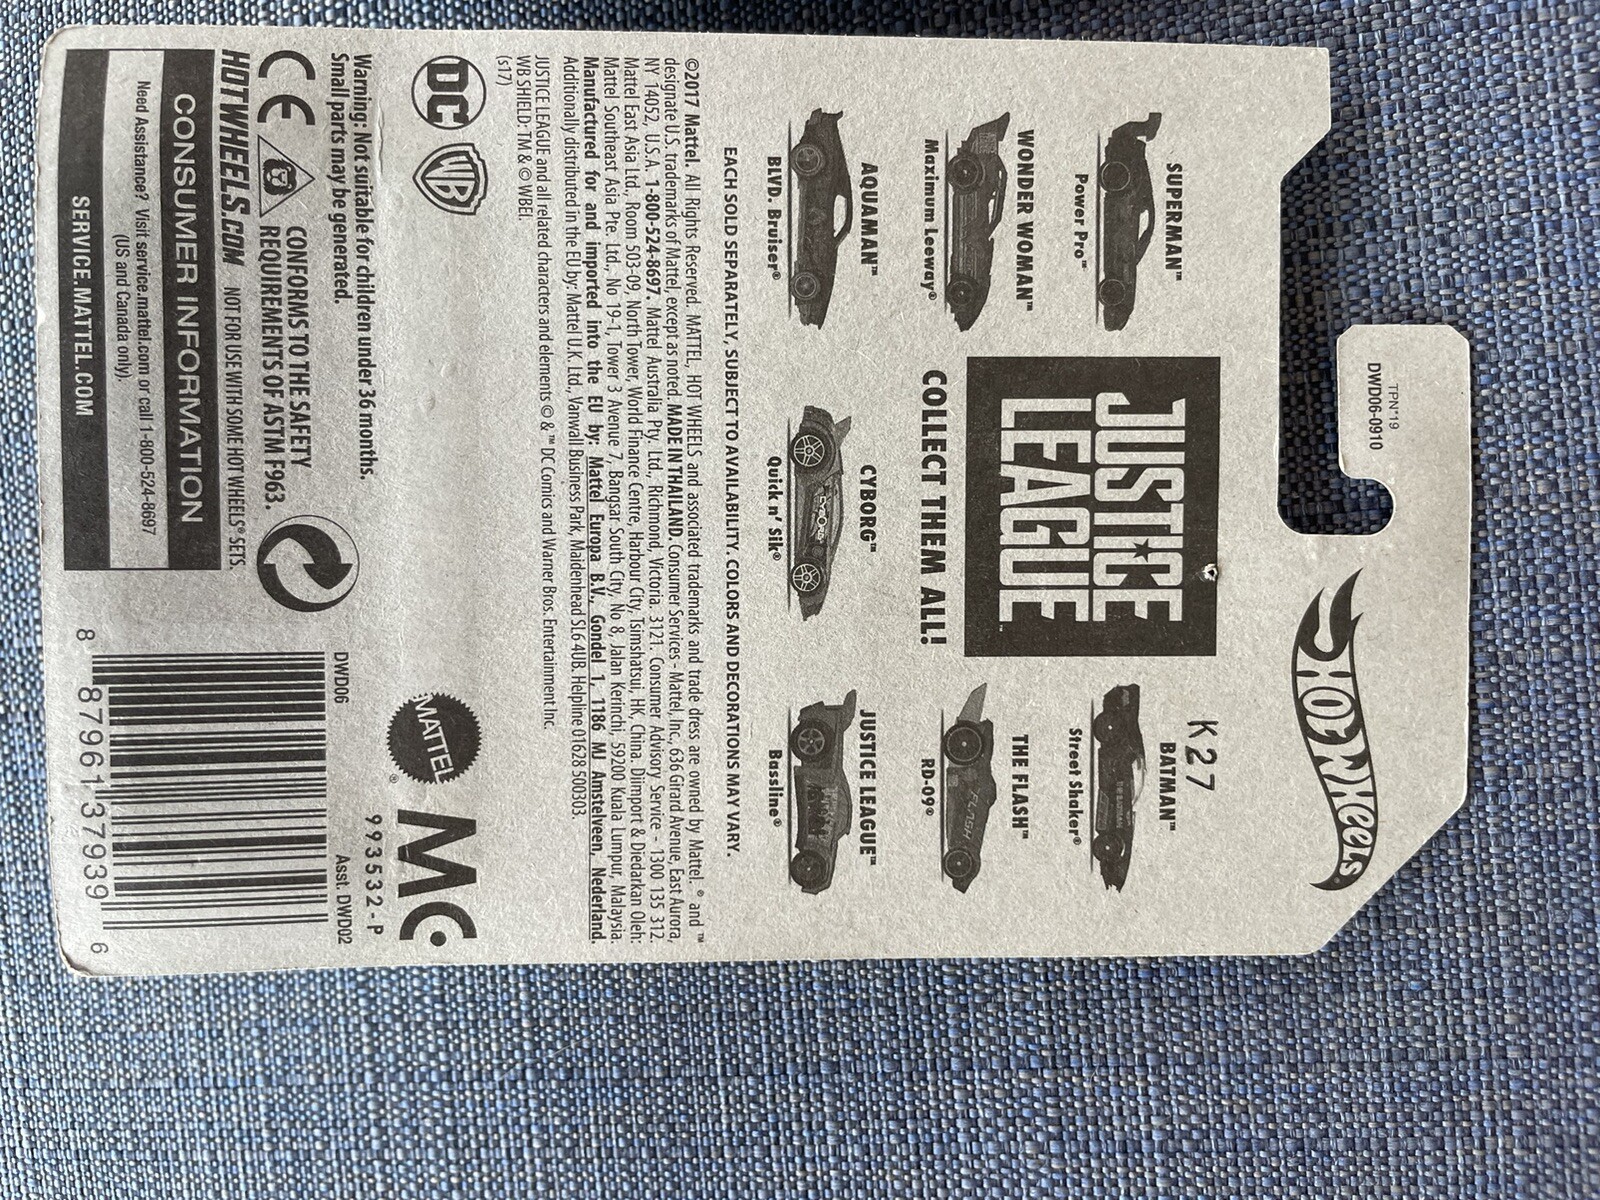 TPN*19
DWD06-0910
HOT WHEELS®
K27
JUSTICE
LEAGUE™
COLLECT THEM ALL!
SUPERMAN™
Power Pro™
BATMAN™
Street Shaker®
WONDER WOMAN™
Maximum Leeway®
THE FLASH™
RD-09®
FLASH
AQUAMAN™
BLVD. Bruiser®
CYBORG™
Quick n' Sik®
CYBORG
JUSTICE LEAGUE™
Bassline®
EACH SOLD SEPARATELY, SUBJECT TO AVAILABILITY. COLORS AND DECORATIONS MAY VARY.
©2017 Mattel. All Rights Reserved. MATTEL, HOT WHEELS and associated trademarks and trade dress are owned by Mattel. ® and ™
designate U.S. trademarks of Mattel, except as noted. MADE IN THAILAND. Consumer Services - Mattel, Inc., 636 Girard Avenue, East Aurora,
NY 14052, U.S.A. 1-800-524-8697. Mattel Australia Pty. Ltd., Richmond, Victoria. 3121. Consumer Advisory Service - 1300 135 312.
Mattel East Asia Ltd., Room 503-09, North Tower, World Finance Centre, Harbour City, Tsimshatsui, HK, China. Diimport & Diedarkan Oleh:
Mattel Southeast Asia Pte. Ltd., No 19-1, Tower 3 Avenue 7, Bangsar South City, No 8, Jalan Kerinchi, 59200 Kuala Lumpur, Malaysia.
Manufactured for and imported into the EU by: Mattel Europa B.V., Gondel 1, 1186 MJ Amstelveen, Nederland.
Additionally distributed in the EU by: Mattel U.K. Ltd., Vanwall Business Park, Maidenhead SL6 4UB. Helpline 01628 500303.
JUSTICE LEAGUE and all related characters and elements © & ™ DC Comics and Warner Bros. Entertainment Inc.
WB SHIELD: TM & © WBEI.
(s17)
DC
WB
MATTEL®
MC
993532-P
Warning: Not suitable for children under 36 months.
Small parts may be generated.
CE
CONFORMS TO THE SAFETY
REQUIREMENTS OF ASTM F963.
HOTWHEELS.COM NOT FOR USE WITH SOME HOT WHEELS® SETS.
CONSUMER INFORMATION
Need Assistance? Visit service.mattel.com or call 1-800-524-8697
(US and Canada only).
SERVICE.MATTEL.COM
DWD06
Asst. DWD02
8 87961 37939 6